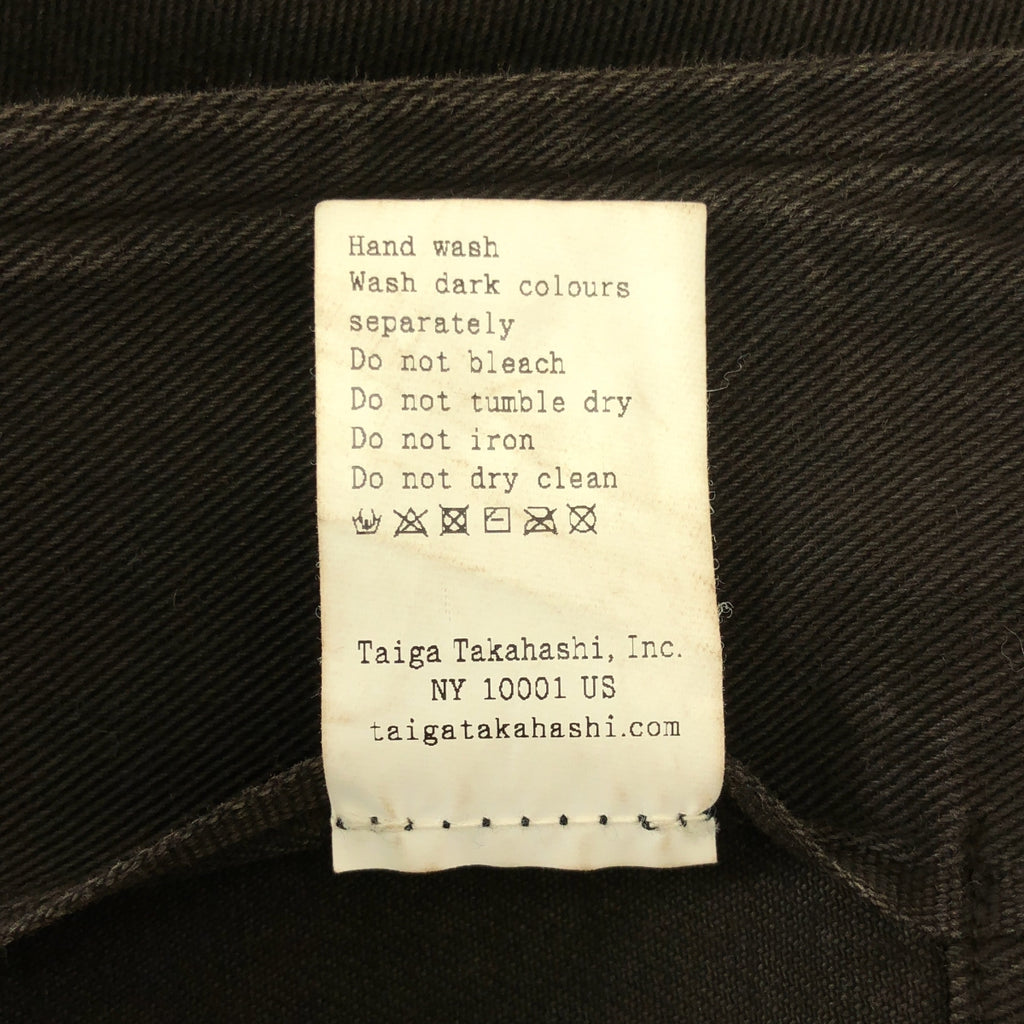 Hand wash
Wash dark colours
separately
Do not bleach
Do not tumble dry
Do not iron
Do not dry clean
Taiga Takahashi, Inc.
NY 10001 US
taigatakahashi.com